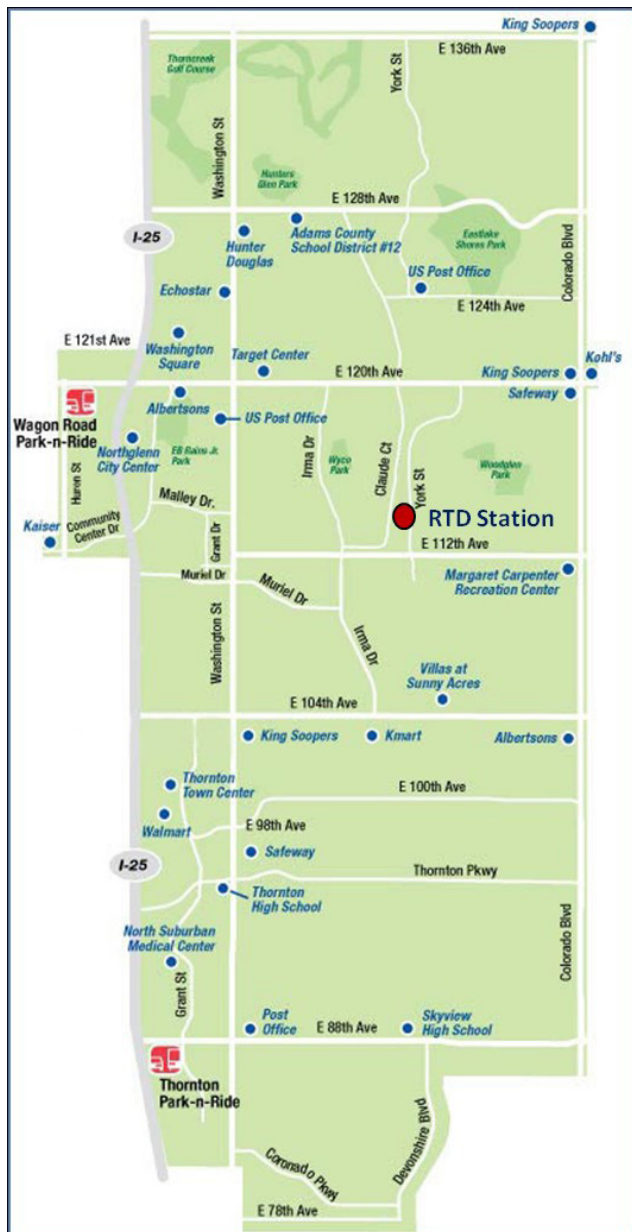 King Soopers
E 136th Ave
Thorncreek
Golf Course
York St
Washington St
Hunters
Glen Park
E 128th Ave
I-25
Hunter
Douglas
Adams County
School District #12
Eastlake
Shores Park
Colorado Blvd
US Post Office
Echostar
E 124th Ave
E 121st Ave
Washington
Square
Target Center
E 120th Ave
King Soopers
Kohl's
Safeway
Wagon Road
Park-n-Ride
Albertsons
US Post Office
Northglenn
City Center
EB Rains Jr.
Park
Irma Dr
Wyco
Park
Claude Ct
York St
Woodglen
Park
Huron St
Malley Dr.
Kaiser
Community
Center Dr
Grant Dr
RTD Station
E 112th Ave
Muriel Dr
Muriel Dr
Margaret Carpenter
Recreation Center
Washington St
Irma Dr
Villas at
Sunny Acres
E 104th Ave
King Soopers
Kmart
Albertsons
Thornton
Town Center
E 100th Ave
Walmart
E 98th Ave
Safeway
I-25
Thornton Pkwy
Thornton
High School
North Suburban
Medical Center
Colorado Blvd
Grant St
Post
Office
E 88th Ave
Skyview
High School
Thornton
Park-n-Ride
Devonshire Blvd
Coronado Pkwy
E 78th Ave